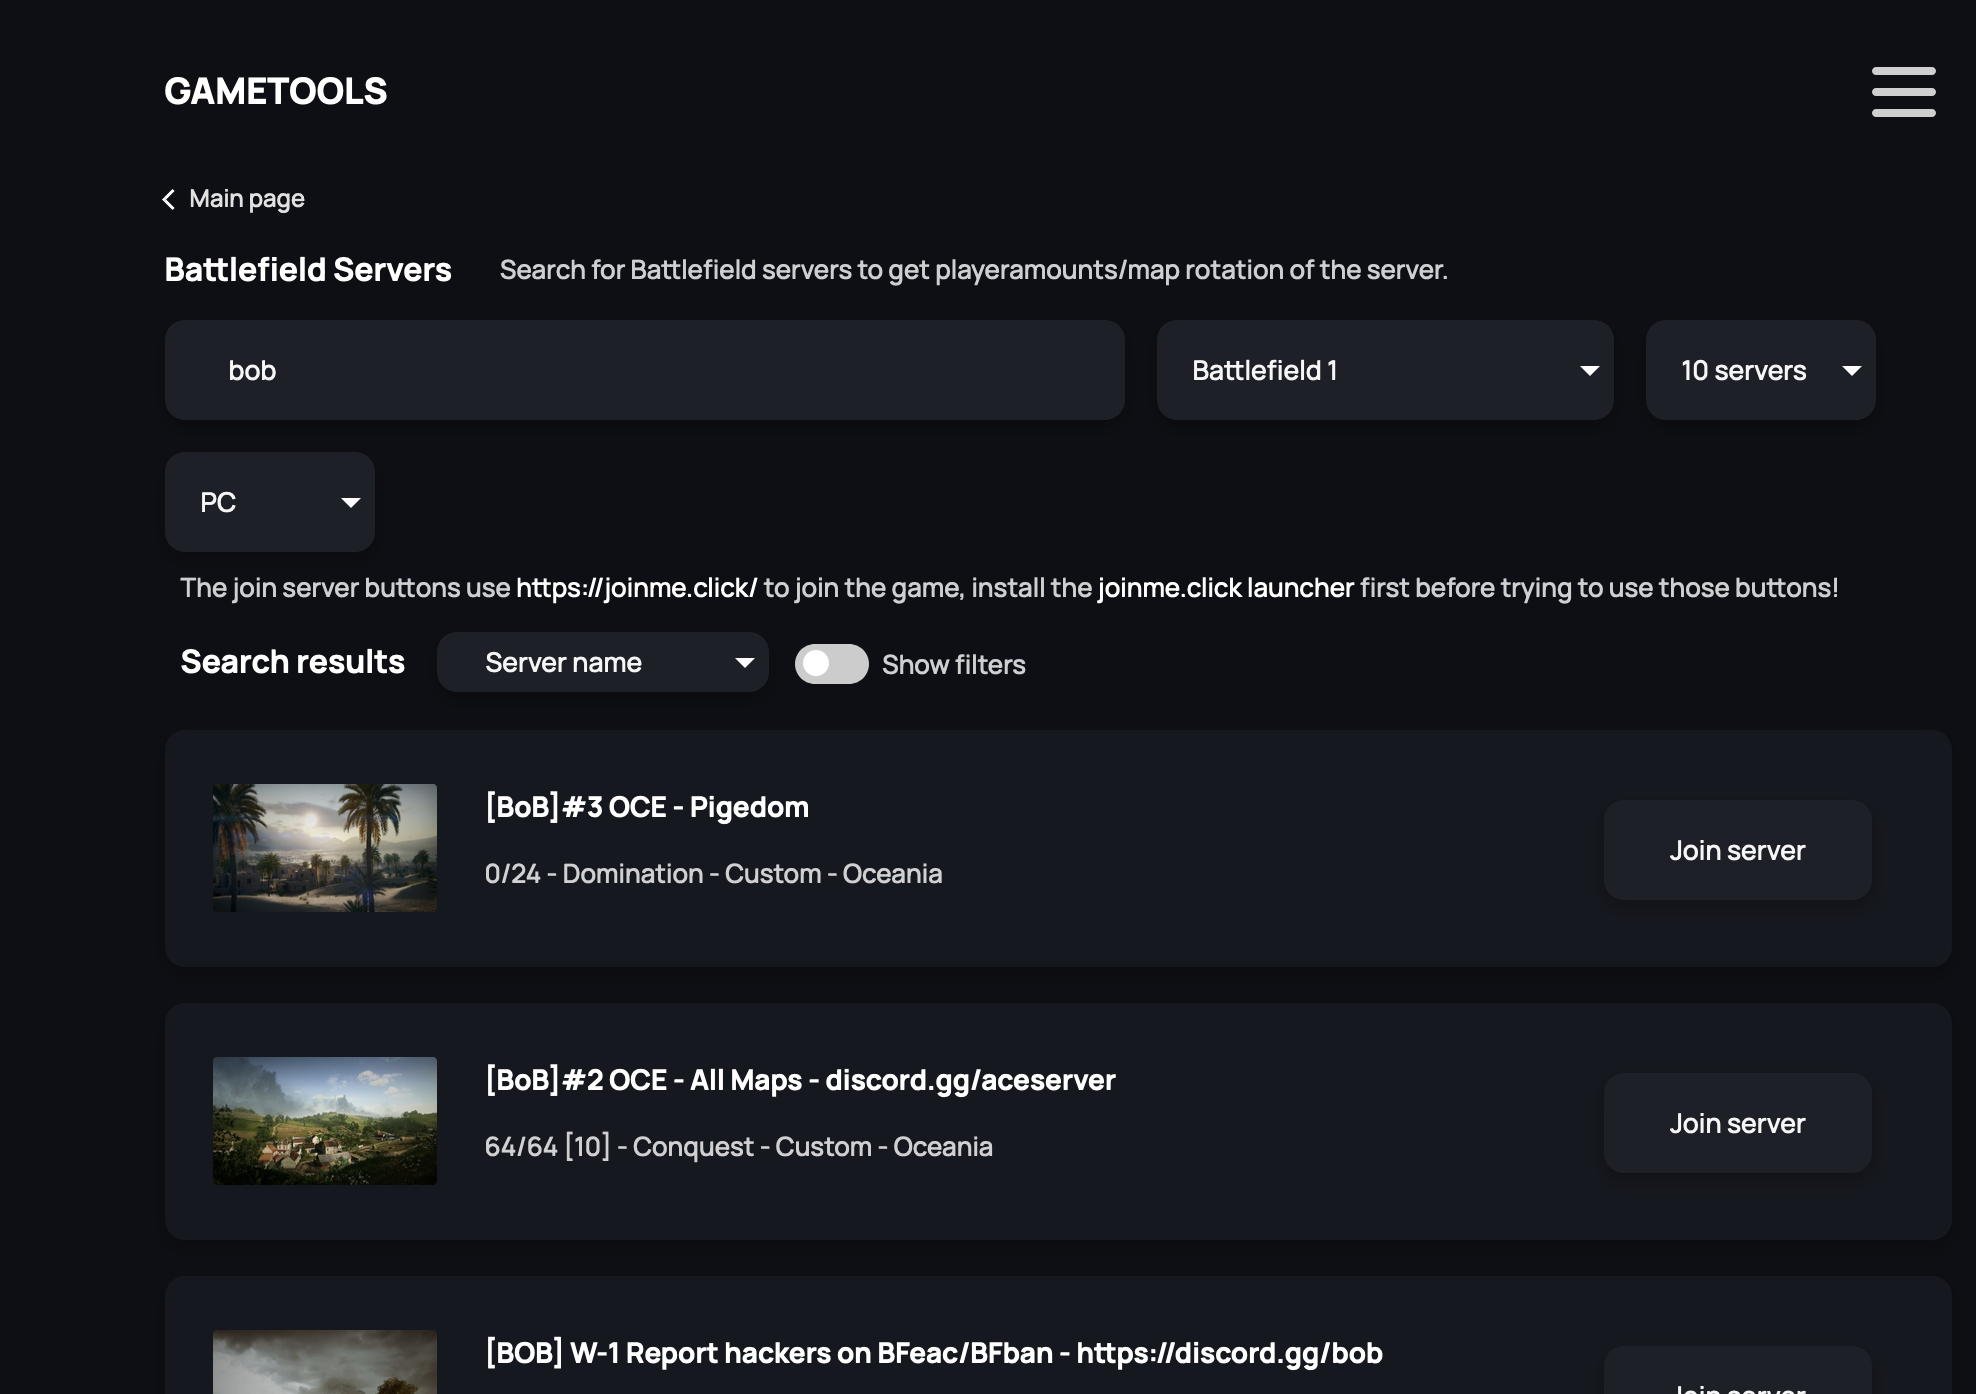 GAMETOOLS
Main page
Battlefield Servers
Search for Battlefield servers to get playeramounts/map rotation of the server.
bob
Battlefield 1
10 servers
PC
The join server buttons use https://joinme.click/ to join the game, install the joinme.click launcher first before trying to use those buttons!
Search results
Server name
Show filters
[BoB]#3 OCE - Pigedom
0/24 - Domination - Custom - Oceania
Join server
[BoB]#2 OCE - All Maps - discord.gg/aceserver
64/64 [10] - Conquest - Custom - Oceania
Join server
[BOB] W-1 Report hackers on BFeac/BFban - https://discord.gg/bob
Join server